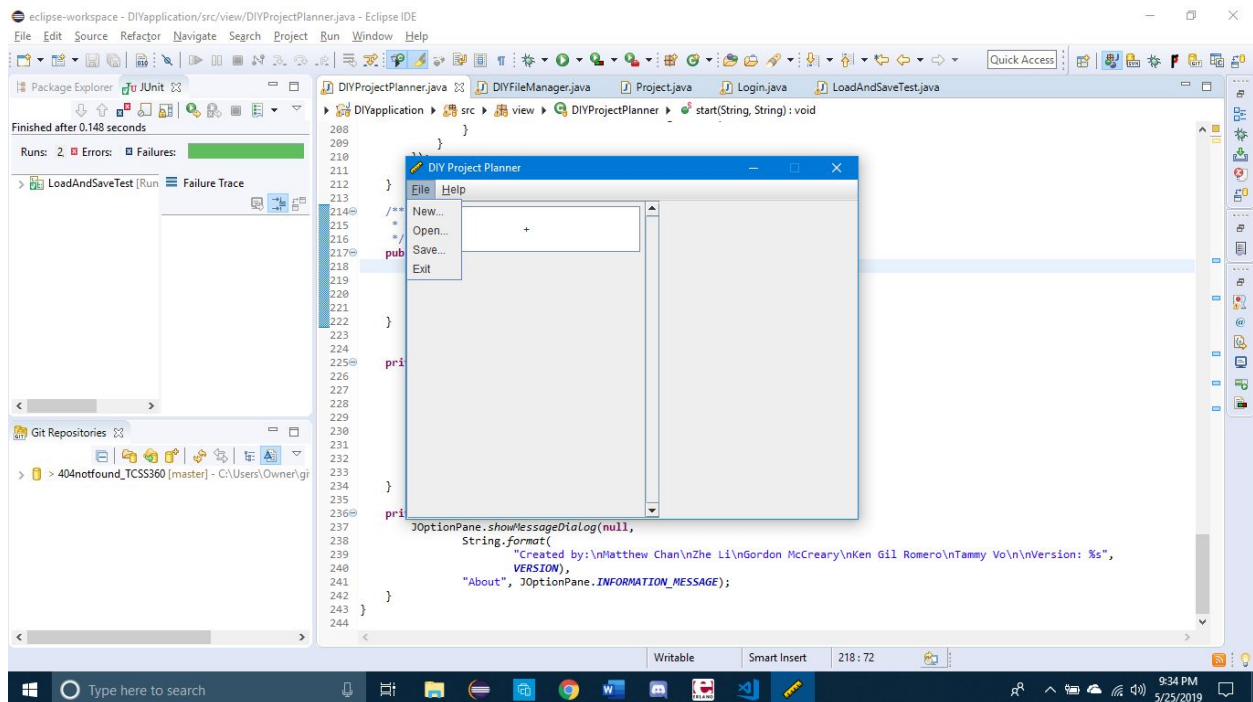 eclipse-workspace - DIYapplication/src/view/DIYProjectPlanner.java - Eclipse IDE
File Edit Source Refactor Navigate Search Project Run Window Help
Quick Access
Package Explorer JUnit
Finished after 0.148 seconds
Runs: 2 Errors: Failures:
LoadAndSaveTest [Run Failure Trace
Git Repositories
> 404notfound_TCSS360 [master] - C:\Users\Owner\gi
DIYProjectPlanner.java DIYFileManager.java Project.java Login.java LoadAndSaveTest.java
DIYapplication src view DIYProjectPlanner start(String, String) : void
208 }
209 }
210 });
211
212 }
213
214 /**
215 *
216 */
217 pub
218
219
220
221
222 }
223
224
225 pri
226
227
228
229
230
231
232
233
234 }
235
236 pri
237 JOptionPane.showMessageDialog(null,
238 String.format(
239 "Created by:\nMatthew Chan\nZhe Li\nGordon McCreary\nKen Gil Romero\nTammy Vo\n\nVersion: %s",
240 VERSION),
241 "About", JOptionPane.INFORMATION_MESSAGE);
242 }
243 }
244
DIY Project Planner
File Help
New...
Open...
Save...
Exit
+
Writable Smart Insert 218 : 72
Type here to search
ERLANG
9:34 PM
5/25/2019